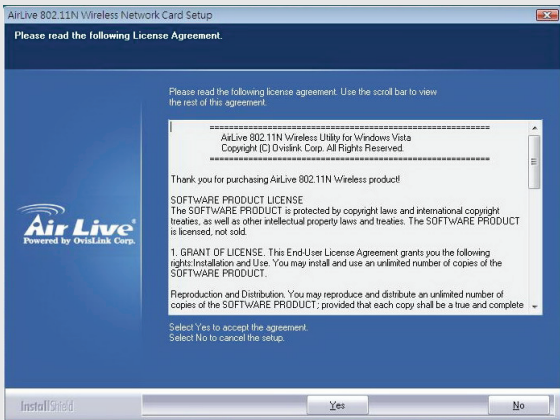 AirLive 802.11N Wireless Network Card Setup
Please read the following License Agreement.
Please read the following license agreement. Use the scroll bar to view
the rest of this agreement.
==================================================
AirLive 802.11N Wireless Utility for Windows Vista
Copyright (C) Ovislink Corp. All Rights Reserved.
==================================================
Thank you for purchasing AirLive 802.11N Wireless product!
SOFTWARE PRODUCT LICENSE
The SOFTWARE PRODUCT is protected by copyright laws and international copyright
treaties, as well as other intellectual property laws and treaties. The SOFTWARE PRODUCT
is licensed, not sold.
1. GRANT OF LICENSE. This End-User License Agreement grants you the following
rights:Installation and Use. You may install and use an unlimited number of copies of the
SOFTWARE PRODUCT.
Reproduction and Distribution. You may reproduce and distribute an unlimited number of
copies of the SOFTWARE PRODUCT; provided that each copy shall be a true and complete
Air Live®
Powered by OvisLink Corp.
Select Yes to accept the agreement.
Select No to cancel the setup.
InstallShield
Yes
No